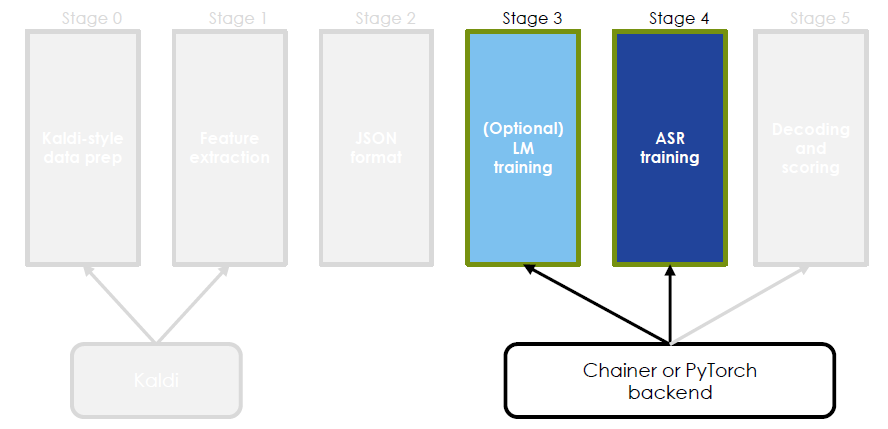 Stage 0
Stage 1
Stage 2
Stage 3
Stage 4
Stage 5
Kaldi-style
data prep
Feature
extraction
JSON
format
(Optional)
LM
training
ASR
training
Decoding
and
scoring
Kaldi
Chainer or PyTorch
backend